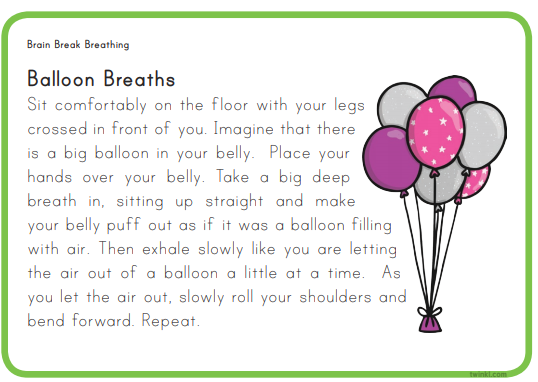 Brain Break Breathing
Balloon Breaths
Sit comfortably on the floor with your legs
crossed in front of you. Imagine that there
is a big balloon in your belly. Place your
hands over your belly. Take a big deep
breath in, sitting up straight and make
your belly puff out as if it was a balloon filling
with air. Then exhale slowly like you are letting
the air out of a balloon a little at a time. As
you let the air out, slowly roll your shoulders and
bend forward. Repeat.
twinkl.com